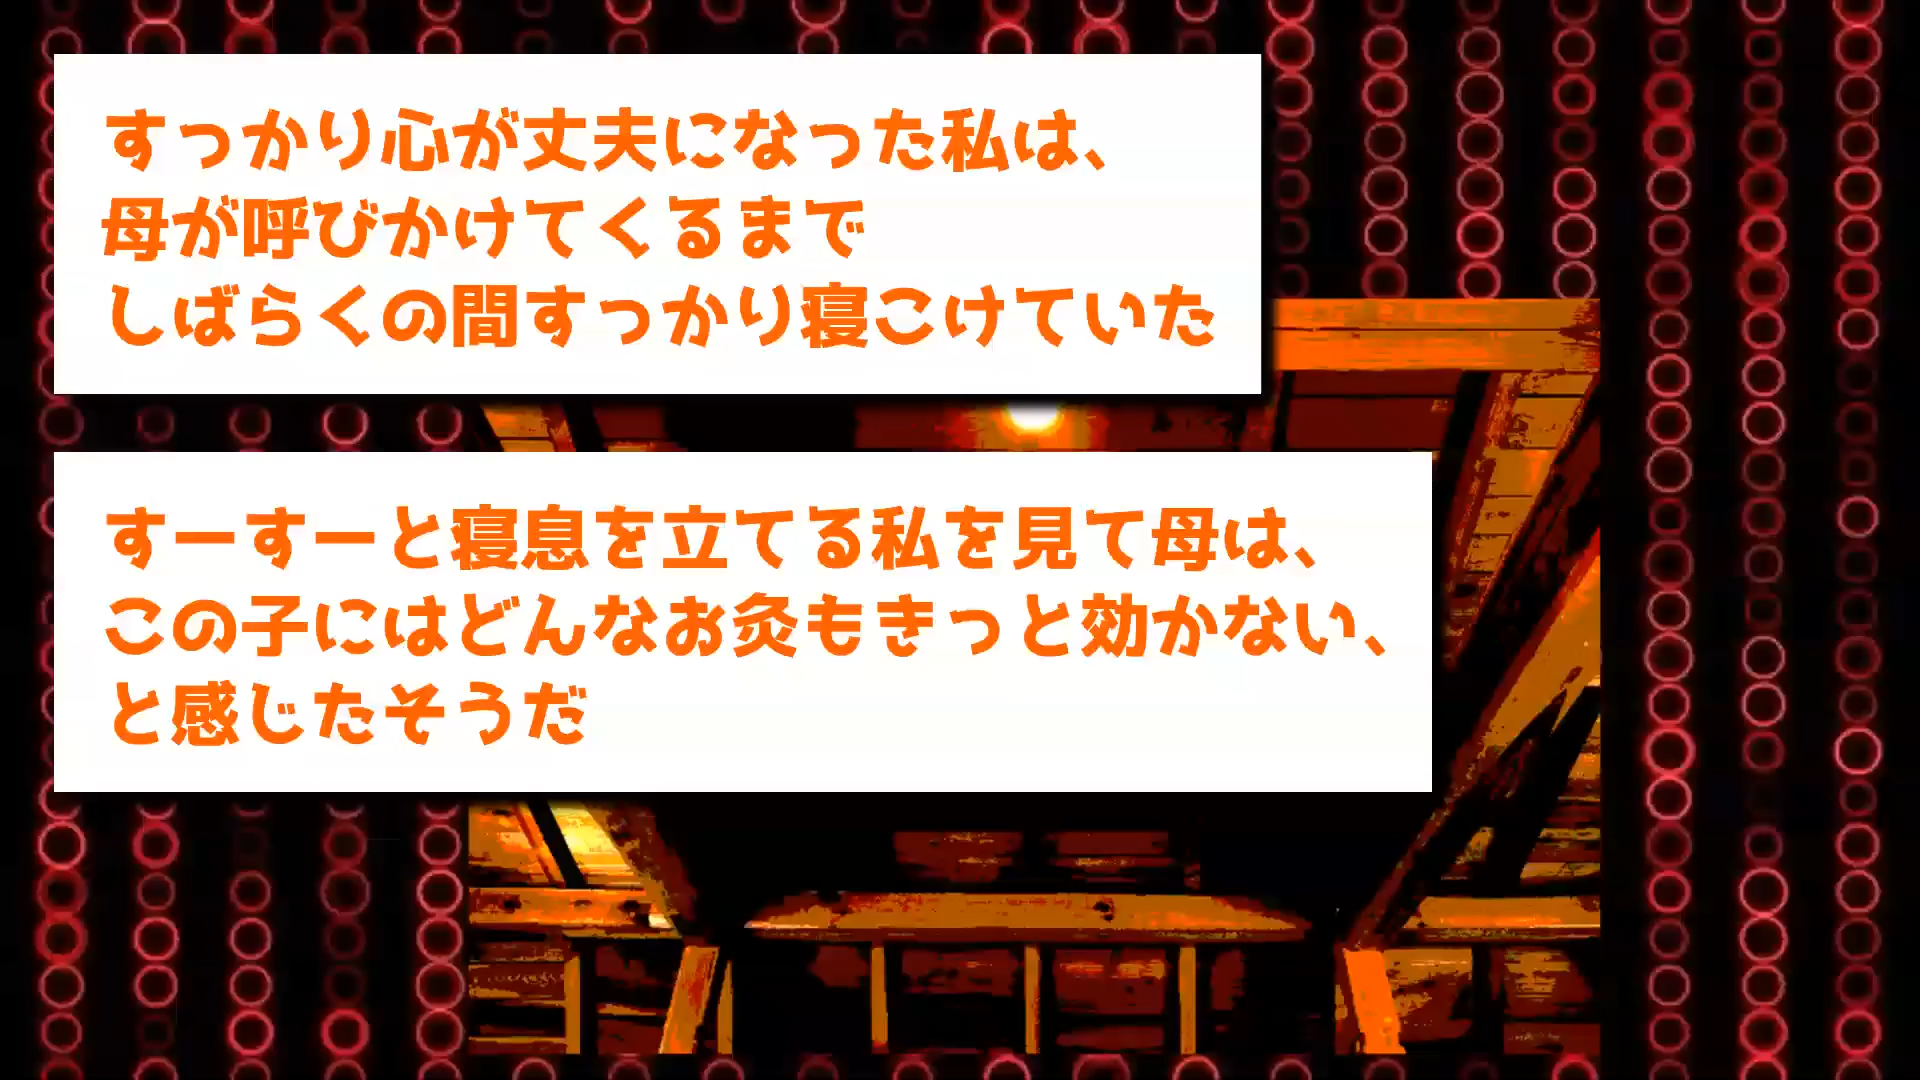 すっかり心が丈夫になった私は、
母が呼びかけてくるまで
しばらくの間すっかり寝こけていた
すーすーと寝息を立てる私を見て母は、
この子にはどんなお灸もきっと効かない、
と感じたそうだ